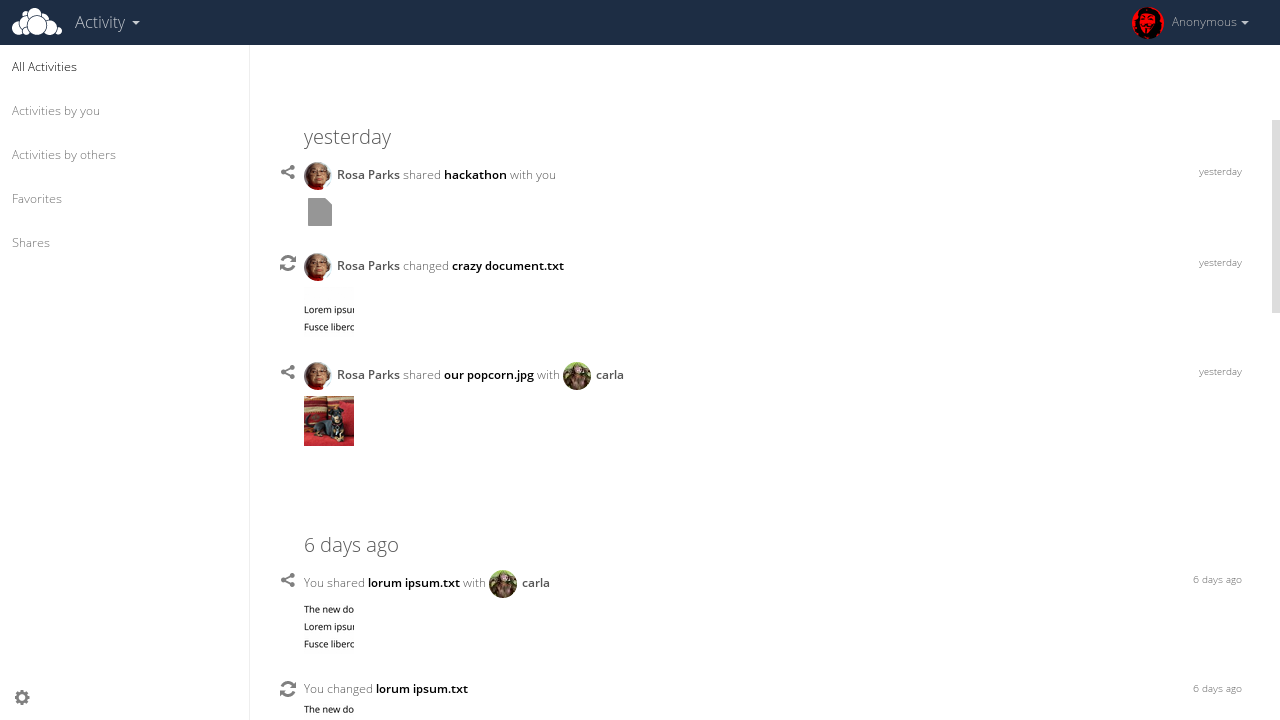 Activity
Anonymous
All Activities
Activities by you
Activities by others
Favorites
Shares
yesterday
Rosa Parks shared hackathon with you
yesterday
Rosa Parks changed crazy document.txt
yesterday
Lorem ipsu
Fusce liberc
Rosa Parks shared our popcorn.jpg with carla
yesterday
6 days ago
You shared lorum ipsum.txt with carla
6 days ago
The new do
Lorem ipsu
Fusce liberc
You changed lorum ipsum.txt
6 days ago
The new do